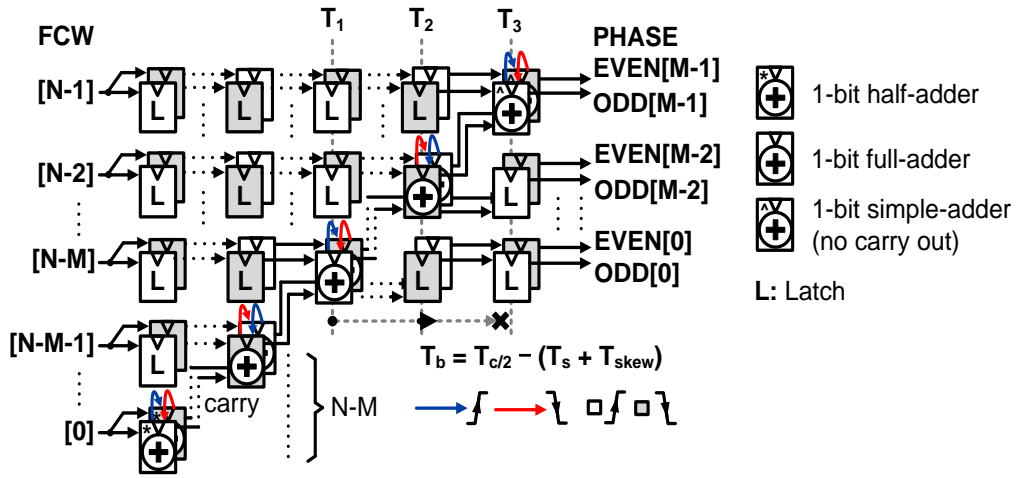 T1 T2 T3
FCW PHASE
[N-1] L L L L ^ EVEN[M-1]
ODD[M-1]
* 1-bit half-adder
[N-2] L L L L EVEN[M-2]
ODD[M-2]
1-bit full-adder
^ 1-bit simple-adder
(no carry out)
[N-M] L L L L EVEN[0]
ODD[0]
L: Latch
[N-M-1] L
Tb = Tc/2 − (Ts + Tskew)
carry
N-M
[0] * *